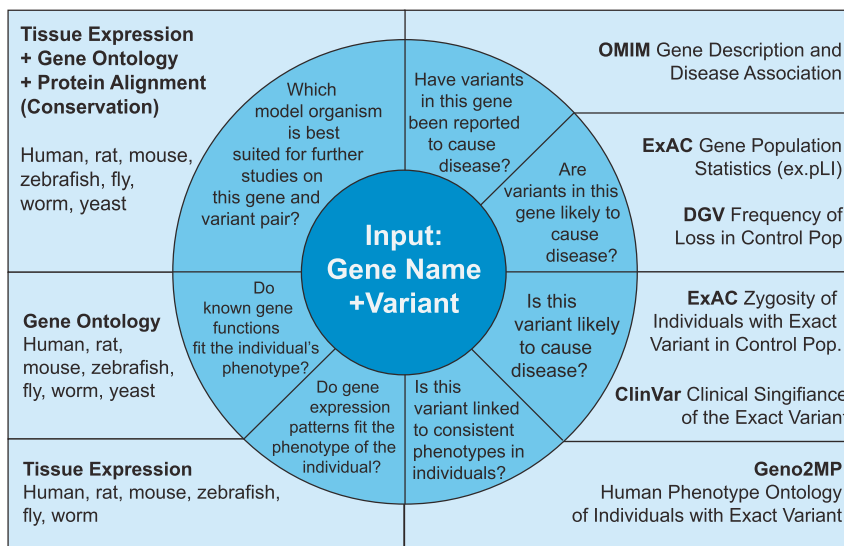 Tissue Expression
+ Gene Ontology
+ Protein Alignment
(Conservation)
Human, rat, mouse,
zebrafish, fly,
worm, yeast
Gene Ontology
Human, rat,
mouse, zebrafish,
fly, worm, yeast
Tissue Expression
Human, rat, mouse, zebrafish,
fly, worm
Which
model organism
is best
suited for further
studies on
this gene and
variant pair?
Have variants
in this gene
been reported
to cause
disease?
Are
variants in this
gene likely to
cause
disease?
Input:
Gene Name
+Variant
Is this
variant likely
to cause
disease?
Do
known gene
functions
fit the individual's
phenotype?
Do gene
expression
patterns fit the
phenotype of the
individual?
Is this
variant linked
to consistent
phenotypes in
individuals?
OMIM Gene Description and
Disease Association
ExAC Gene Population
Statistics (ex.pLI)
DGV Frequency of
Loss in Control Pop
ExAC Zygosity of
Individuals with Exact
Variant in Control Pop.
ClinVar Clinical Singifiance
of the Exact Variant
Geno2MP
Human Phenotype Ontology
of Individuals with Exact Variant